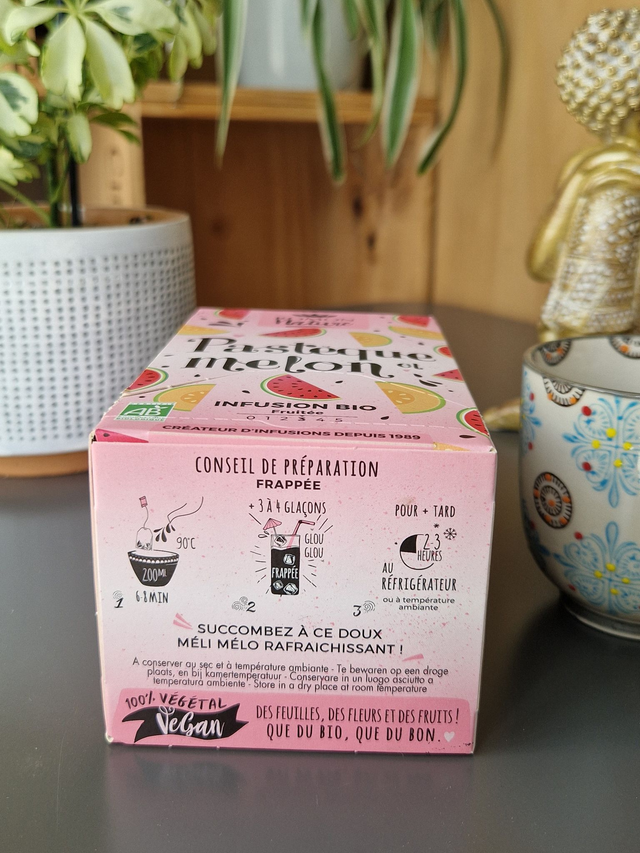 Pastèque et
melon
AB
INFUSION BIO
Fruitée
0 1 2 3 4 5
CRÉATEUR D'INFUSIONS DEPUIS 1989
CONSEIL DE PRÉPARATION
FRAPPÉE
90°C
200ML
6-8MIN
1
+ 3 À 4 GLAÇONS
GLOU
GLOU
FRAPPÉE
2
POUR + TARD
2-3
HEURES
AU
RÉFRIGÉRATEUR
ou à température
ambiante
3
SUCCOMBEZ À CE DOUX
MÉLI MÉLO RAFRAICHISSANT !
A conserver au sec et à température ambiante - Te bewaren op een droge
plaats, en bij kamertemperatuur - Conservare in un luogo asciutto a
temperatura ambiente - Store in a dry place at room temperature
100% VÉGÉTAL
Vegan
DES FEUILLES, DES FLEURS ET DES FRUITS !
QUE DU BIO, QUE DU BON.